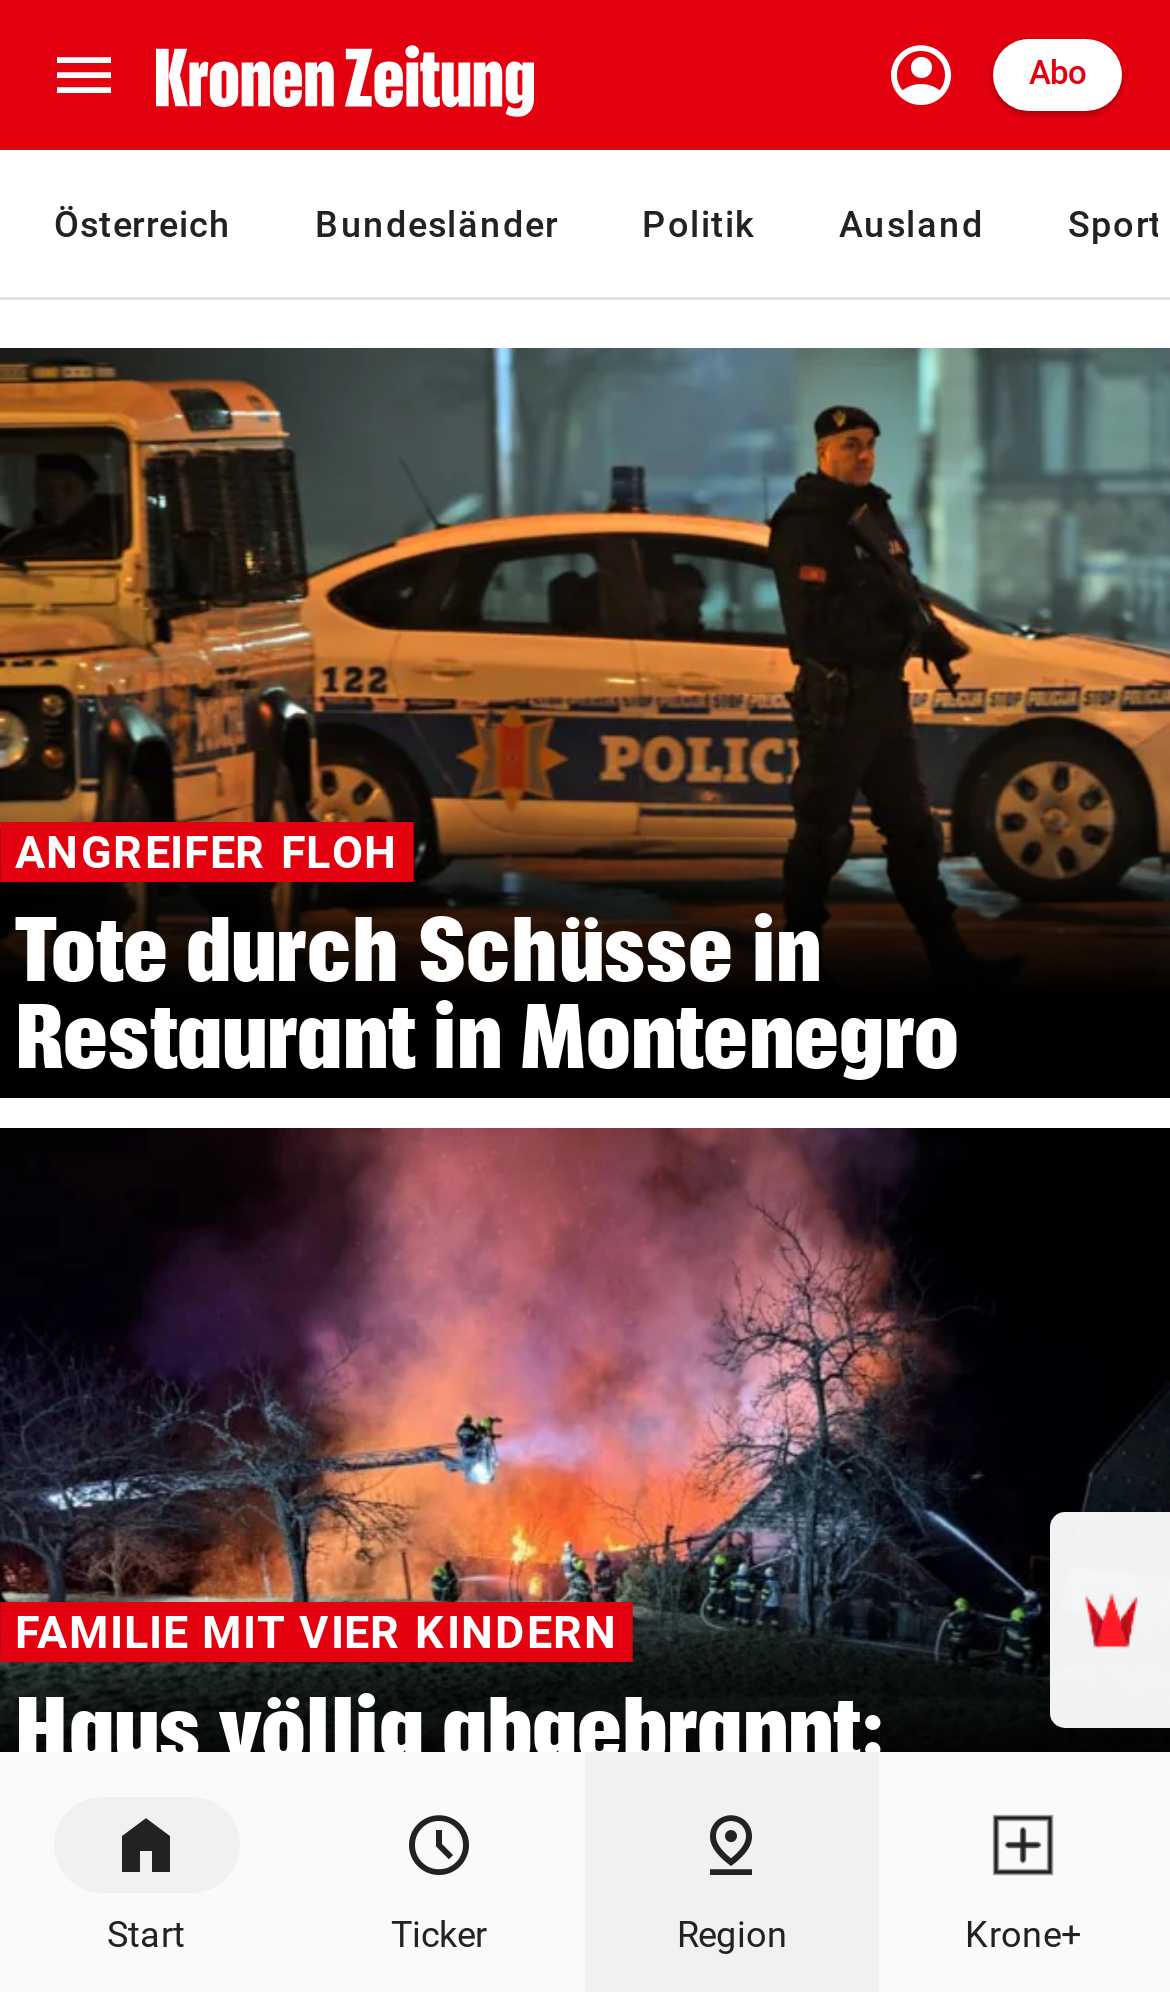 Kronen Zeitung
Abo
Österreich Bundesländer Politik Ausland Sport
122
POLIC
ANGREIFER FLOH
Tote durch Schüsse in
Restaurant in Montenegro
FAMILIE MIT VIER KINDERN
Haus völlig abgebrannt:
Start Ticker Region Krone+